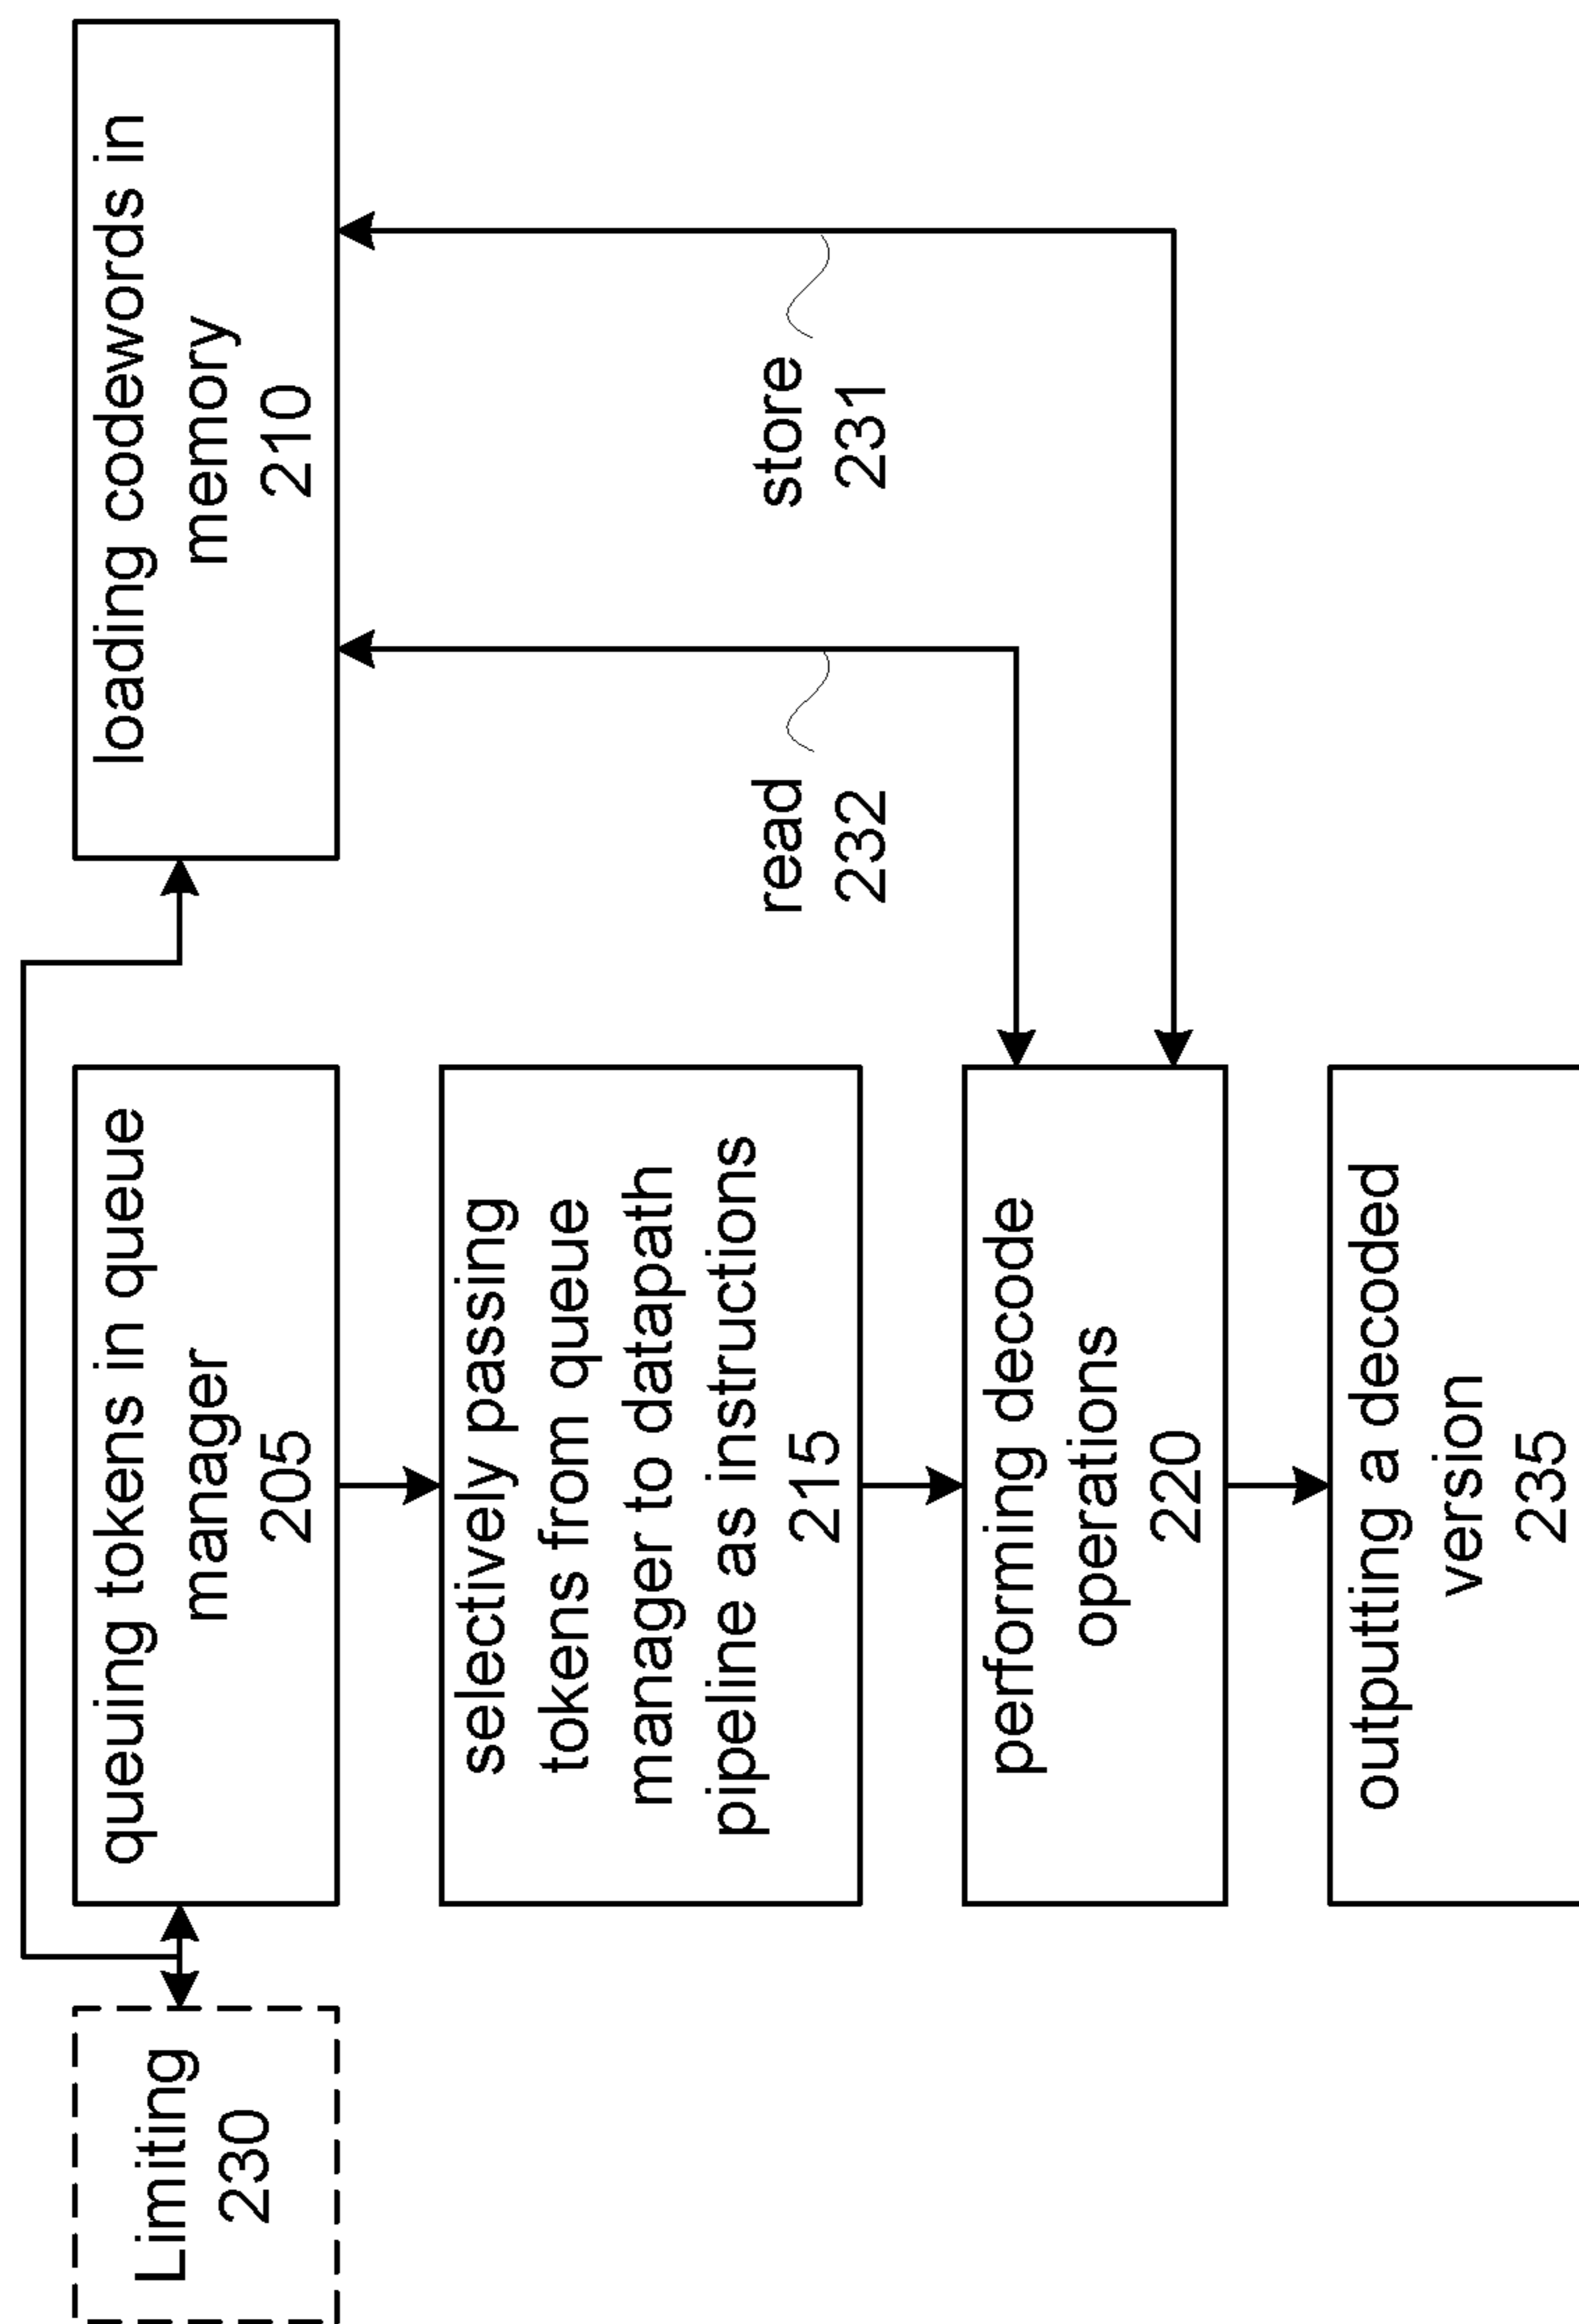 Limiting
230
queuing tokens in queue
manager
205
loading codewords in
memory
210
selectively passing
tokens from queue
manager to datapath
pipeline as instructions
215
read
232
store
231
performing decode
operations
220
outputting a decoded
version
235